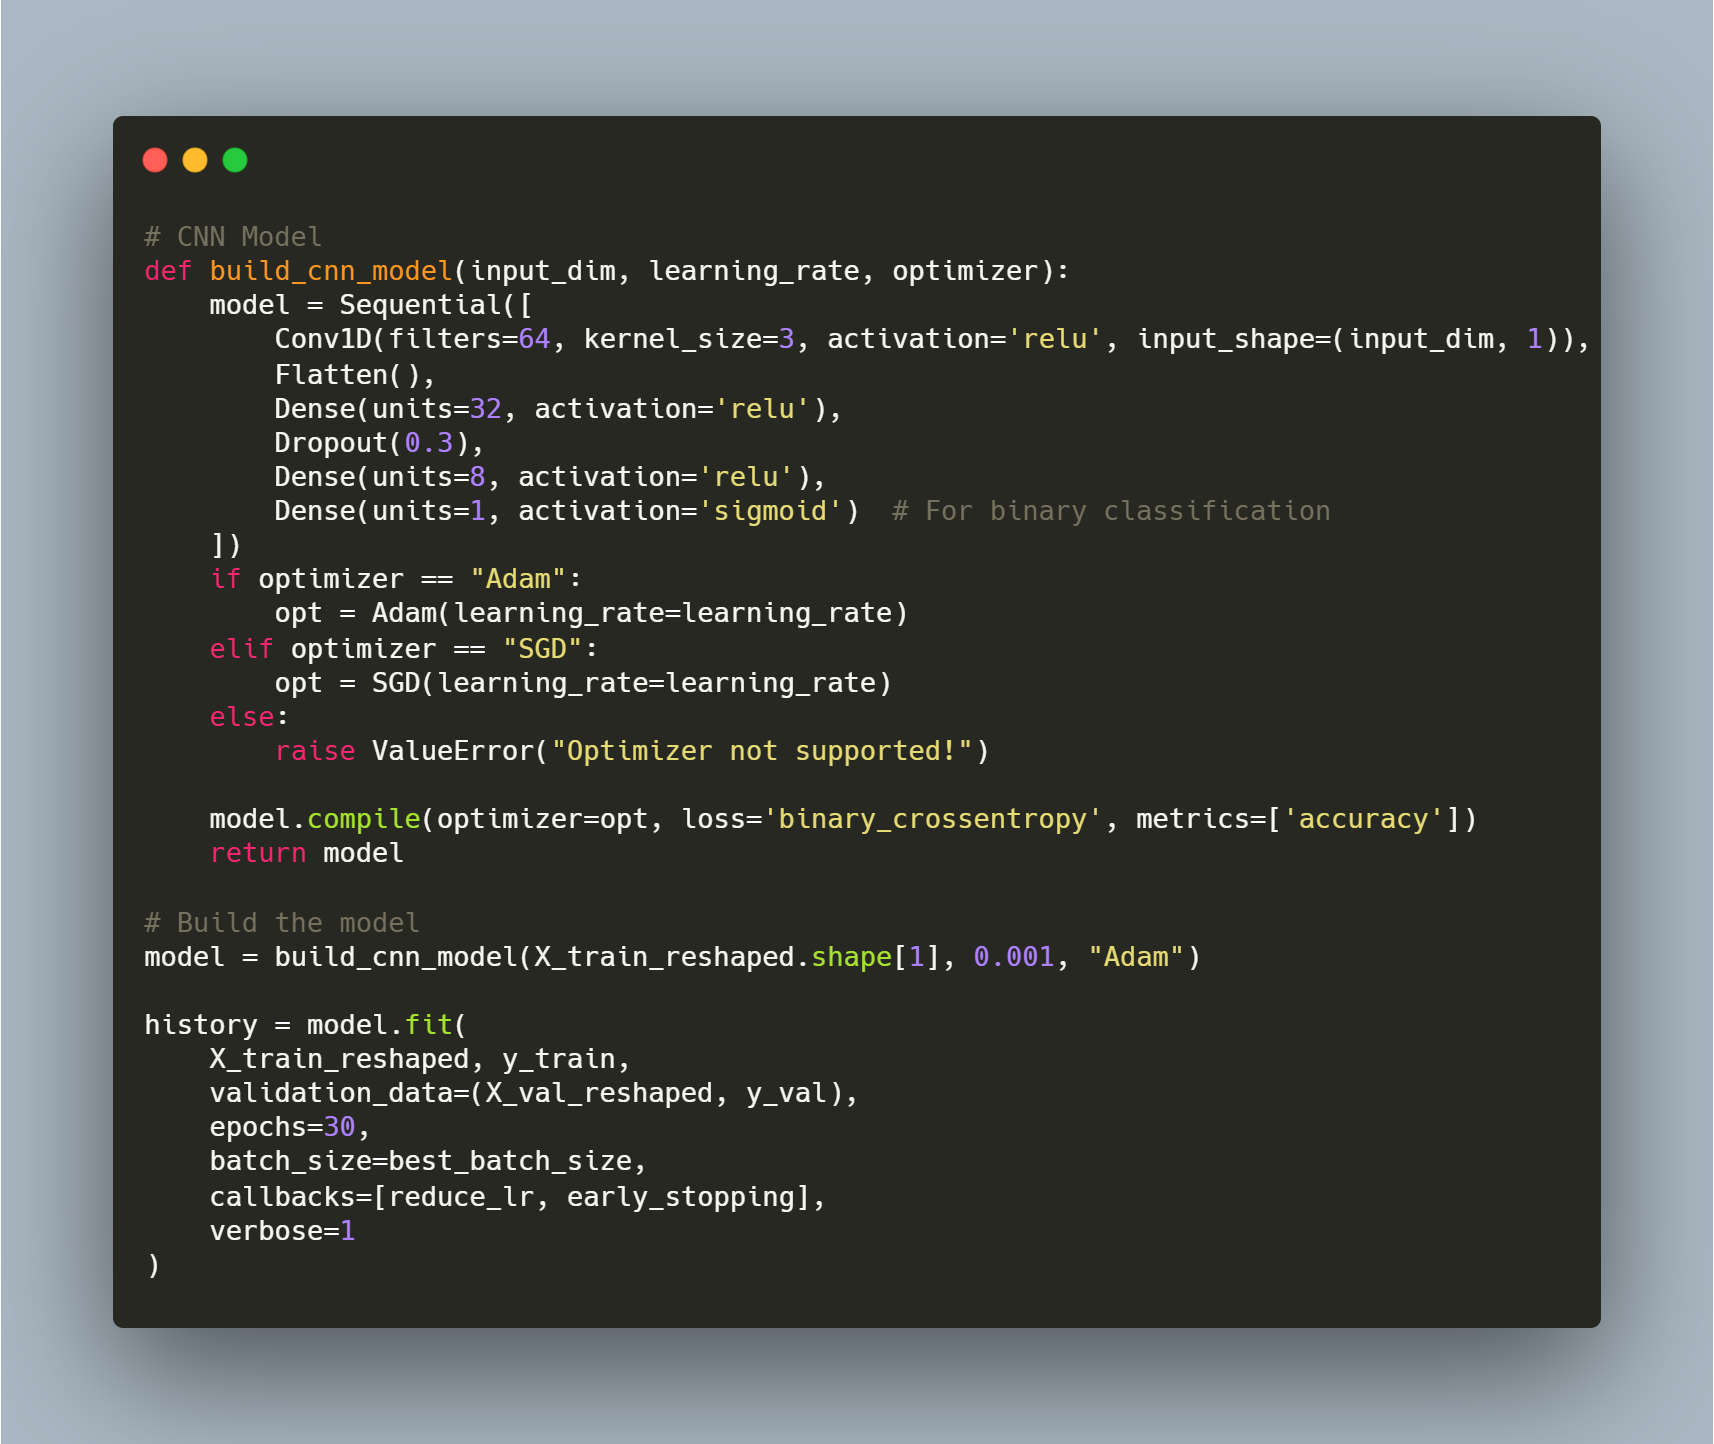 # CNN Model
def build_cnn_model(input_dim, learning_rate, optimizer):
    model = Sequential([
        Conv1D(filters=64, kernel_size=3, activation='relu', input_shape=(input_dim, 1)),
        Flatten(),
        Dense(units=32, activation='relu'),
        Dropout(0.3),
        Dense(units=8, activation='relu'),
        Dense(units=1, activation='sigmoid')  # For binary classification
    ])
    if optimizer == "Adam":
        opt = Adam(learning_rate=learning_rate)
    elif optimizer == "SGD":
        opt = SGD(learning_rate=learning_rate)
    else:
        raise ValueError("Optimizer not supported!")

    model.compile(optimizer=opt, loss='binary_crossentropy', metrics=['accuracy'])
    return model

# Build the model
model = build_cnn_model(X_train_reshaped.shape[1], 0.001, "Adam")

history = model.fit(
    X_train_reshaped, y_train,
    validation_data=(X_val_reshaped, y_val),
    epochs=30,
    batch_size=best_batch_size,
    callbacks=[reduce_lr, early_stopping],
    verbose=1
)